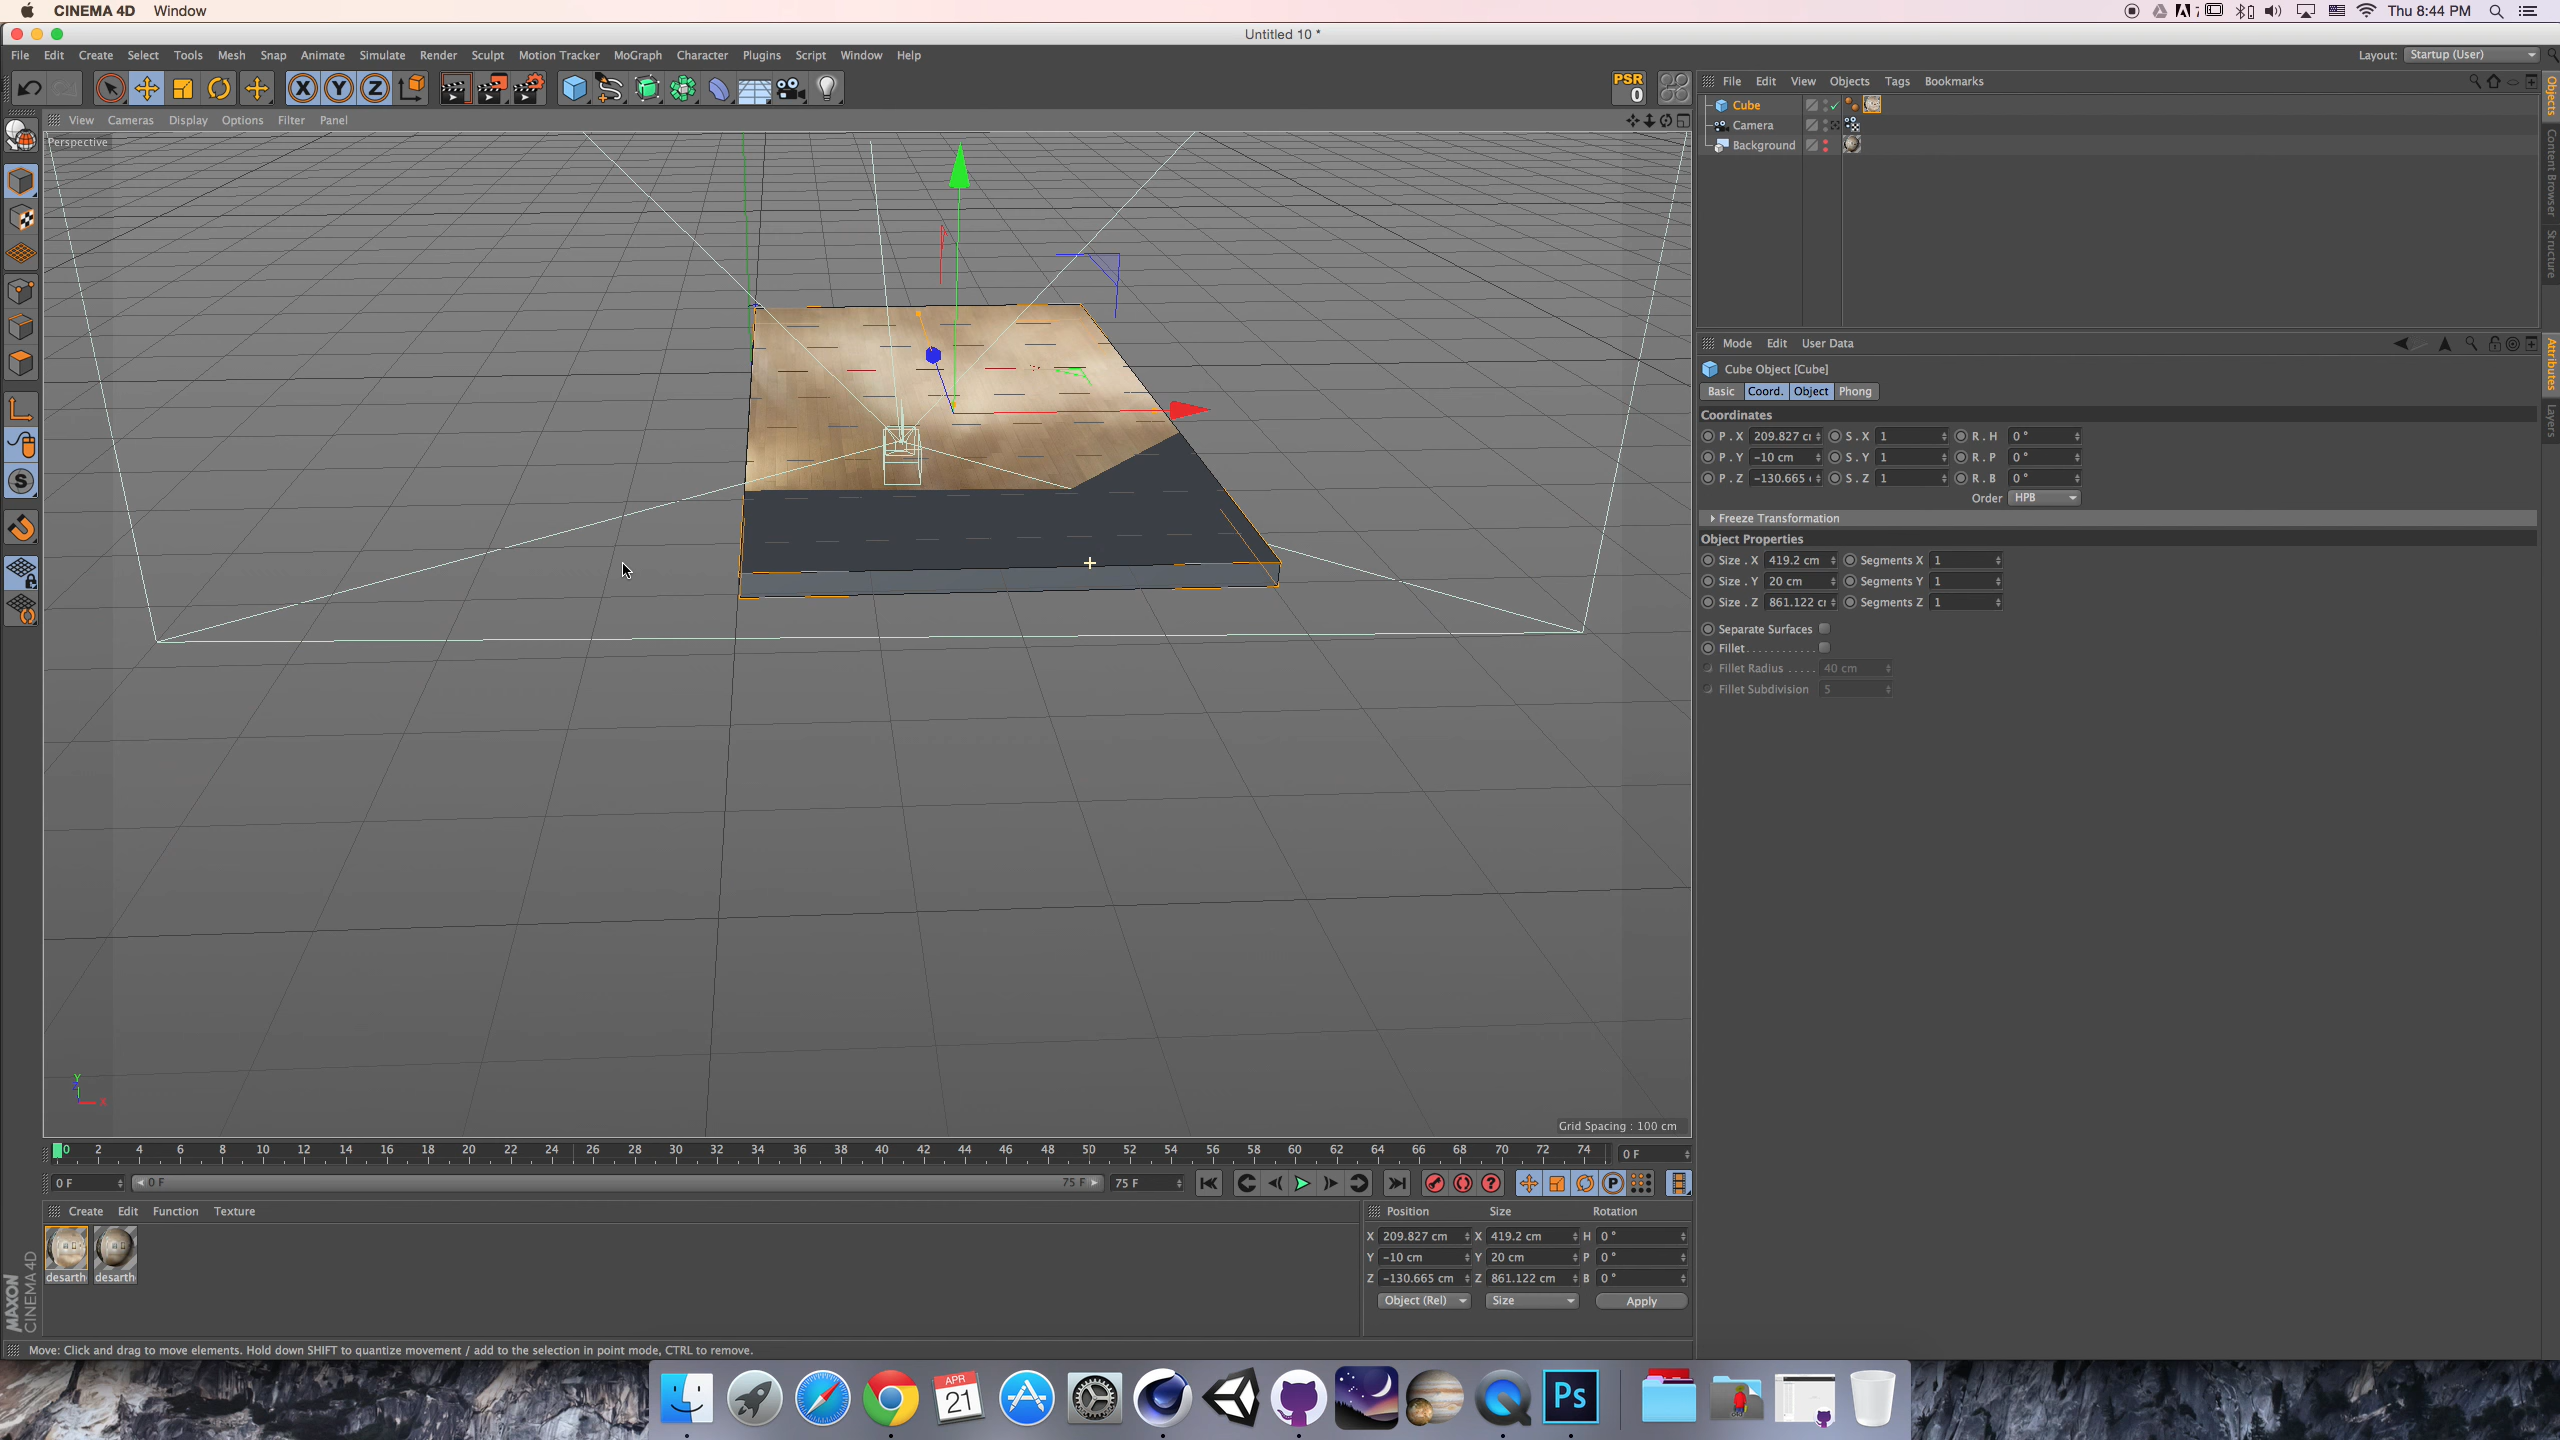 CINEMA 4D Window
Thu 8:44 PM
Untitled 10 *
File Edit Create Select Tools Mesh Snap Animate Simulate Render Sculpt Motion Tracker MoGraph Character Plugins Script Window Help
Layout: Startup (User)
X Y Z
PSR
0
File Edit View Objects Tags Bookmarks
View Cameras Display Options Filter Panel
Perspective
Cube
Camera
Background
Objects
Content Browser
Structure
Mode Edit User Data
Attributes
Layers
Cube Object [Cube]
Basic Coord. Object Phong
Coordinates
P . X 209.827 c S . X 1 R . H 0 °
P . Y -10 cm S . Y 1 R . P 0 °
P . Z -130.665 S . Z 1 R . B 0 °
Order HPB
Freeze Transformation
Object Properties
Size . X 419.2 cm Segments X 1
Size . Y 20 cm Segments Y 1
Size . Z 861.122 c Segments Z 1
Separate Surfaces
Fillet . . . . . . . . . . . .
Fillet Radius . . . . . 40 cm
Fillet Subdivision 5
S
Y
X
Grid Spacing : 100 cm
0 2 4 6 8 10 12 14 16 18 20 22 24 26 28 30 32 34 36 38 40 42 44 46 48 50 52 54 56 58 60 62 64 66 68 70 72 74 0 F
0 F 0 F 75 F 75 F P
Create Edit Function Texture
desarth desarth
MAXON
CINEMA 4D
Position Size Rotation
X 209.827 cm X 419.2 cm H 0 °
Y -10 cm Y 20 cm P 0 °
Z -130.665 cm Z 861.122 cm B 0 °
Object (Rel) Size Apply
Move: Click and drag to move elements. Hold down SHIFT to quantize movement / add to the selection in point mode, CTRL to remove.
APR
21
Ps